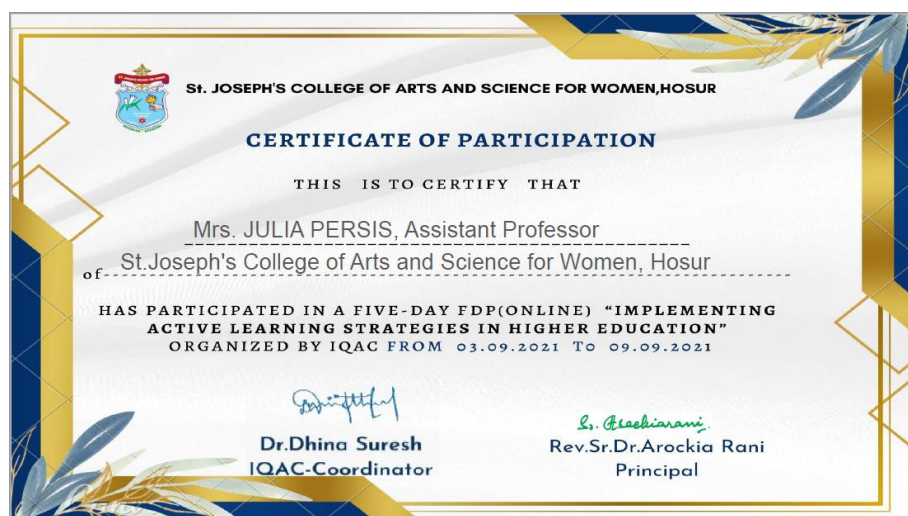 St. JOSEPH'S COLLEGE OF ARTS AND SCIENCE FOR WOMEN,HOSUR
CERTIFICATE OF PARTICIPATION
THIS IS TO CERTIFY THAT
Mrs. JULIA PERSIS, Assistant Professor
of St.Joseph's College of Arts and Science for Women, Hosur
HAS PARTICIPATED IN A FIVE-DAY FDP(ONLINE) “IMPLEMENTING
ACTIVE LEARNING STRATEGIES IN HIGHER EDUCATION”
ORGANIZED BY IQAC FROM 03.09.2021 TO 09.09.2021
Dr.Dhina Suresh
IQAC-Coordinator
Rev.Sr.Dr.Arockia Rani
Principal